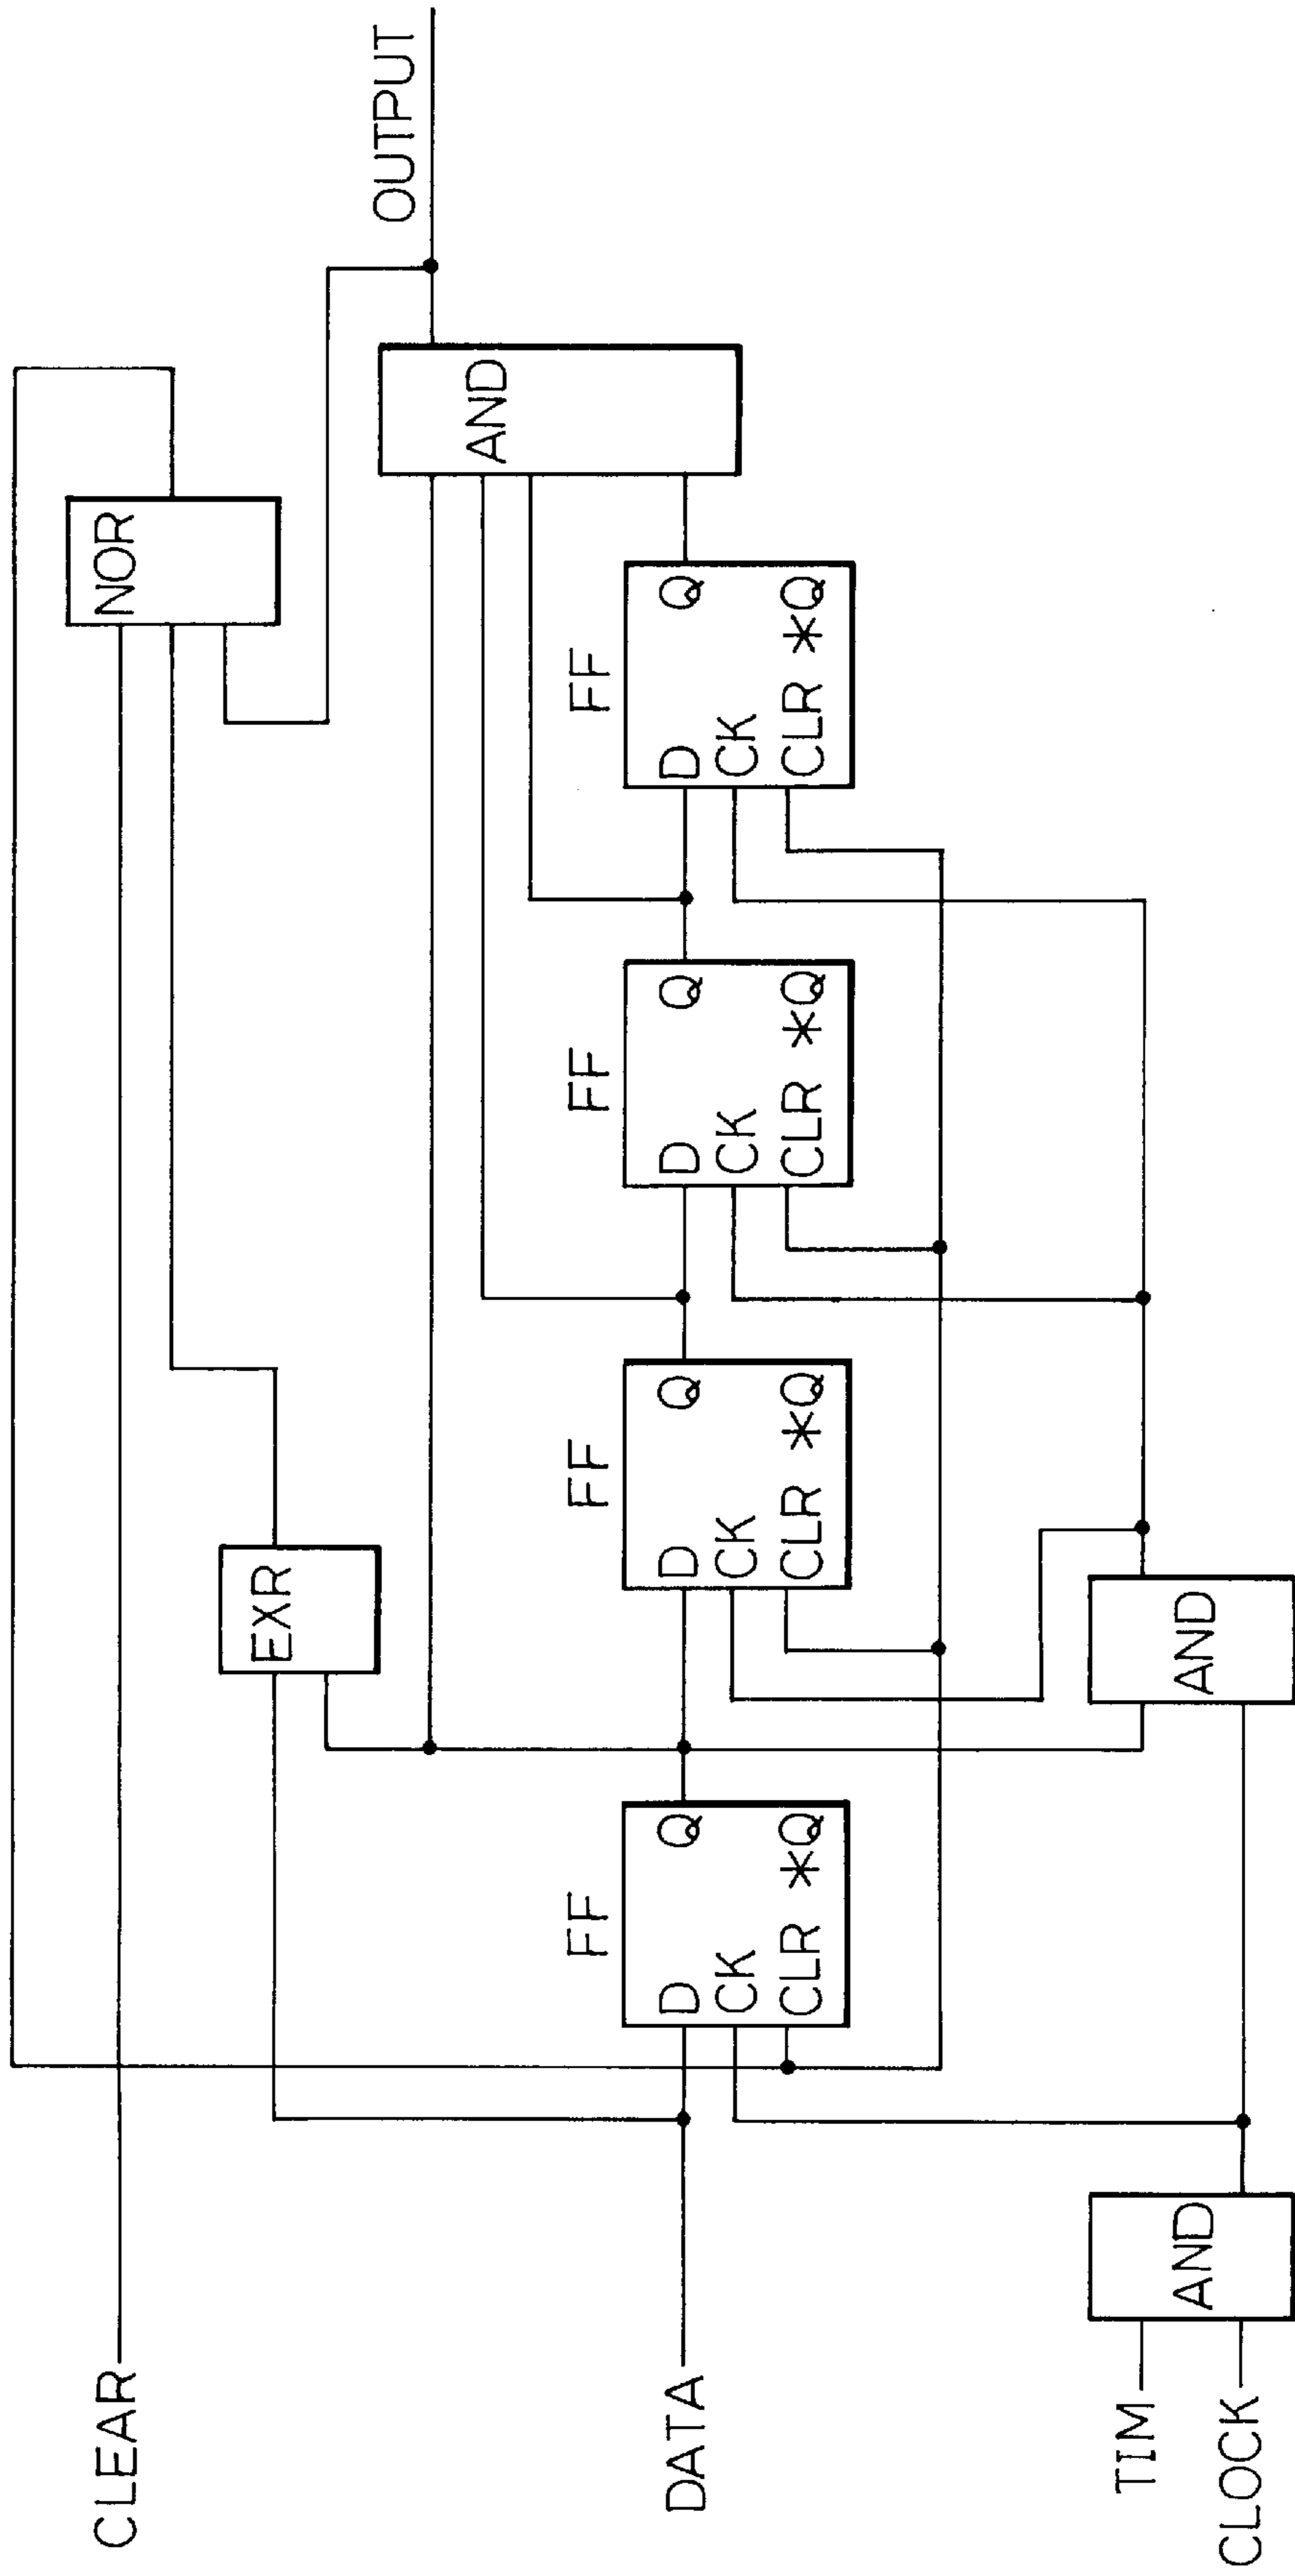 CLEAR
NOR
EXR
OUTPUT
AND
FF
FF
FF
FF
DATA
D
Q
D
Q
D
Q
D
Q
CK
CK
CK
CK
CLR
*Q
CLR
*Q
CLR
*Q
CLR
*Q
TIM
CLOCK
AND
AND